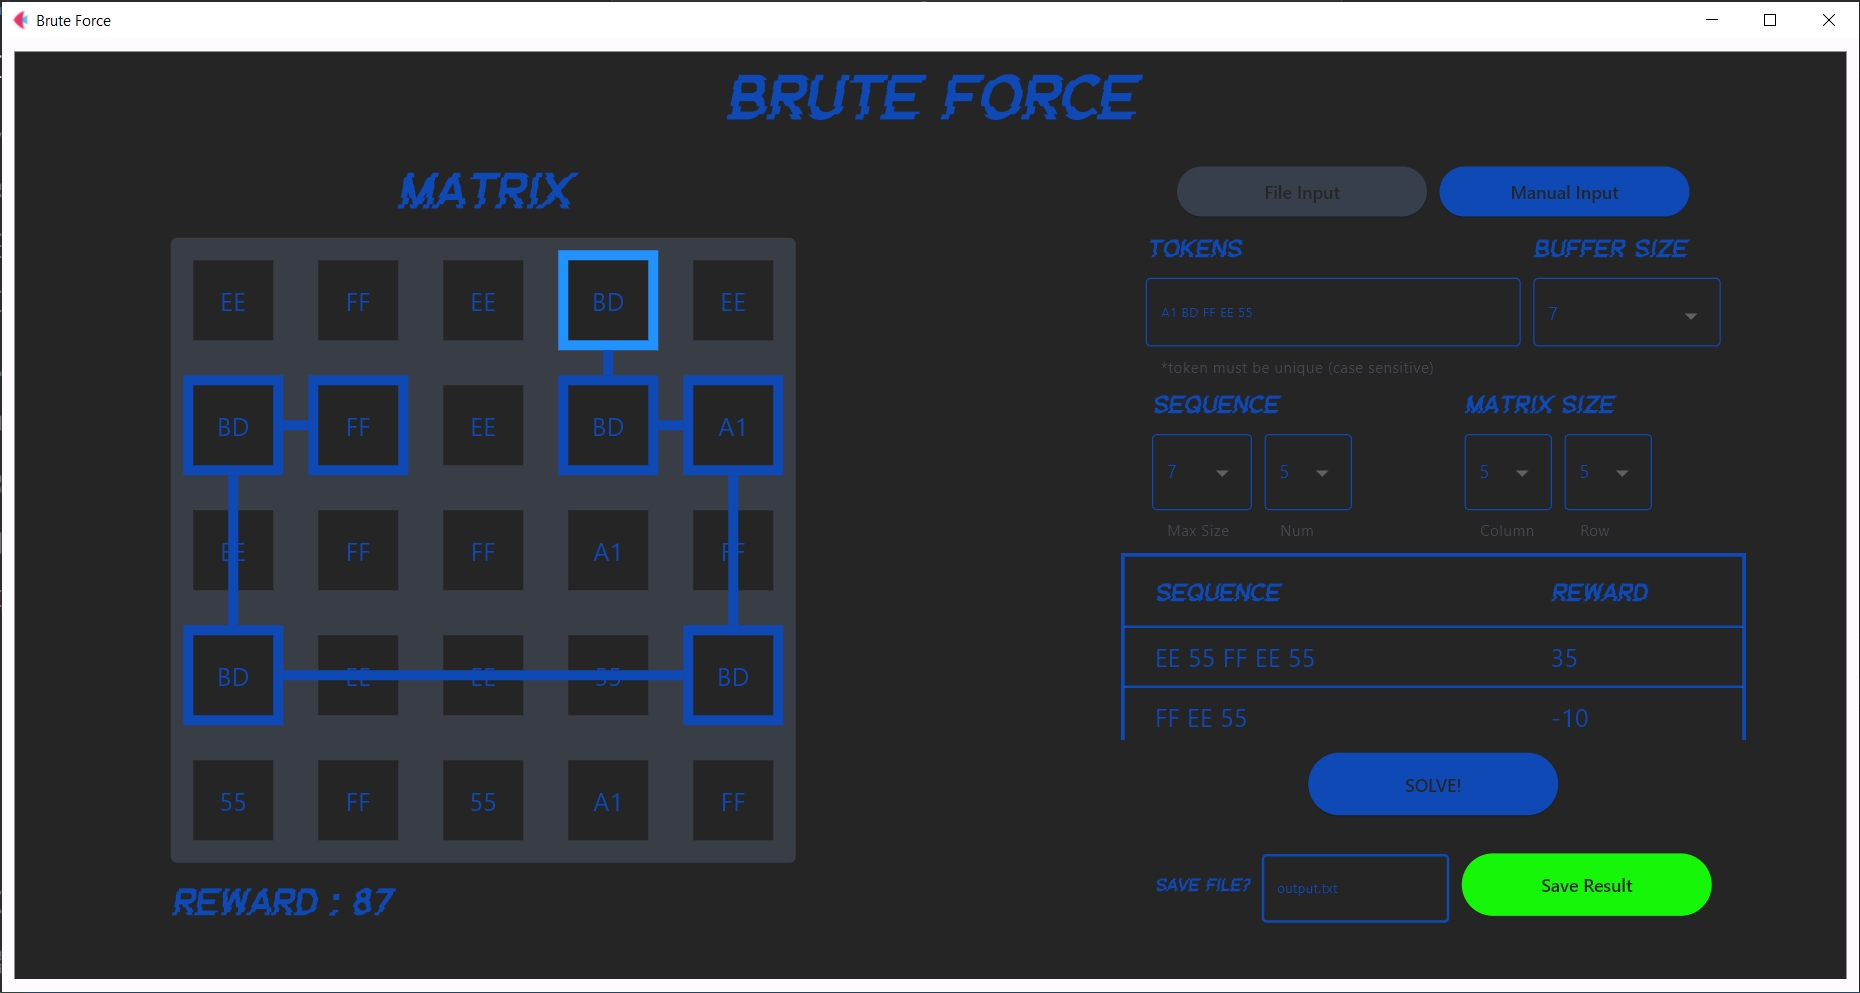 Brute Force
BRUTE FORCE
MATRIX
EE FF EE BD EE
BD FF EE BD A1
EE FF FF A1 FF
BD EE EE 55 BD
55 FF 55 A1 FF
REWARD : 87
File Input Manual Input
TOKENS BUFFER SIZE
A1 BD FF EE 55 7
*token must be unique (case sensitive)
SEQUENCE MATRIX SIZE
7 5 5 5
Max Size Num Column Row
SEQUENCE REWARD
EE 55 FF EE 55 35
FF EE 55 -10
SOLVE!
SAVE FILE? output.txt Save Result